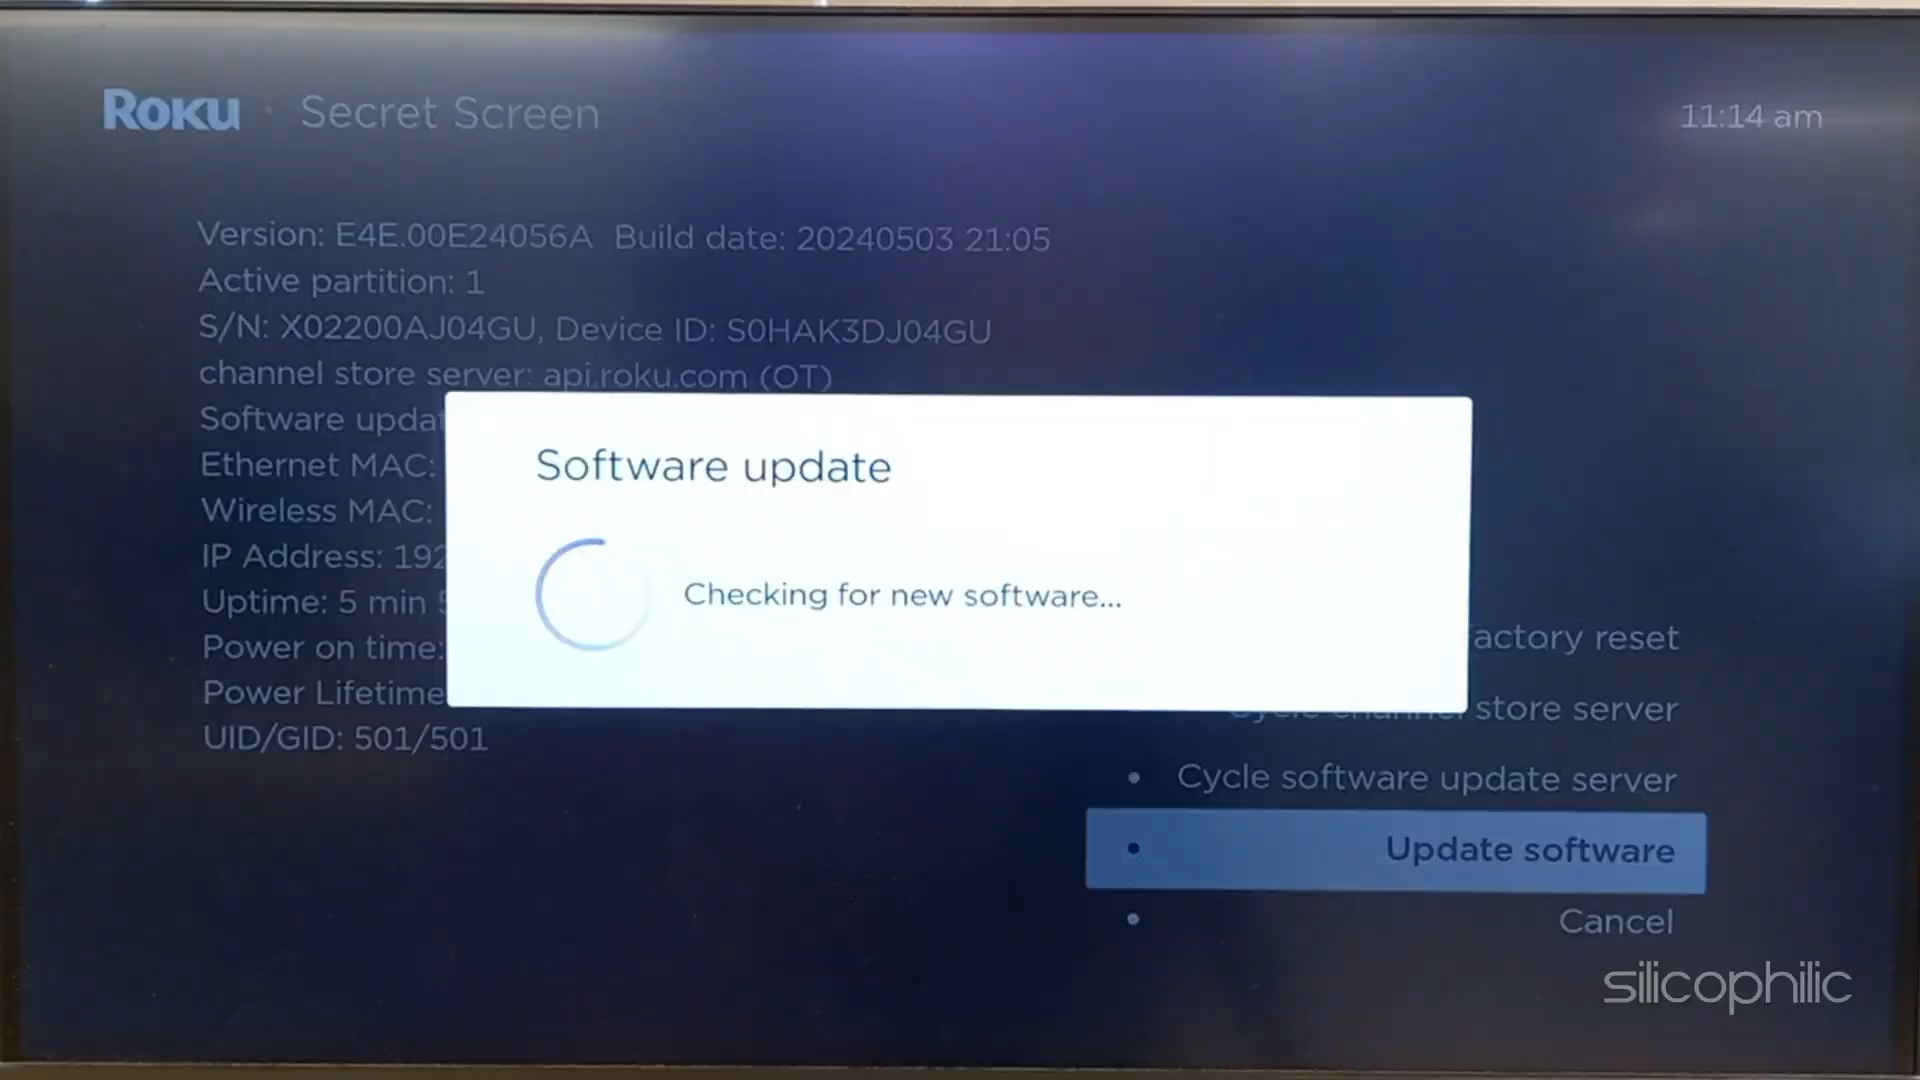 Roku · Secret Screen
11:14 am
Version: E4E.00E24056A Build date: 20240503 21:05
Active partition: 1
S/N: X02200AJ04GU, Device ID: S0HAK3DJ04GU
channel store server: api.roku.com (OT)
Software updat
Ethernet MAC:
Wireless MAC:
IP Address: 192
Uptime: 5 min
Power on time:
Power Lifetime
UID/GID: 501/501
Software update
Checking for new software...
actory reset
Cycle channel store server
• Cycle software update server
• Update software
• Cancel
silicophilic